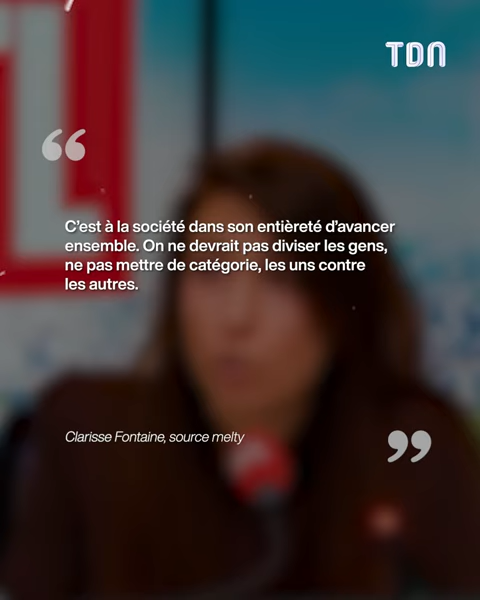 TDN
“
C’est à la société dans son entièreté d’avancer
ensemble. On ne devrait pas diviser les gens,
ne pas mettre de catégorie, les uns contre
les autres.
Clarisse Fontaine, source melty
”